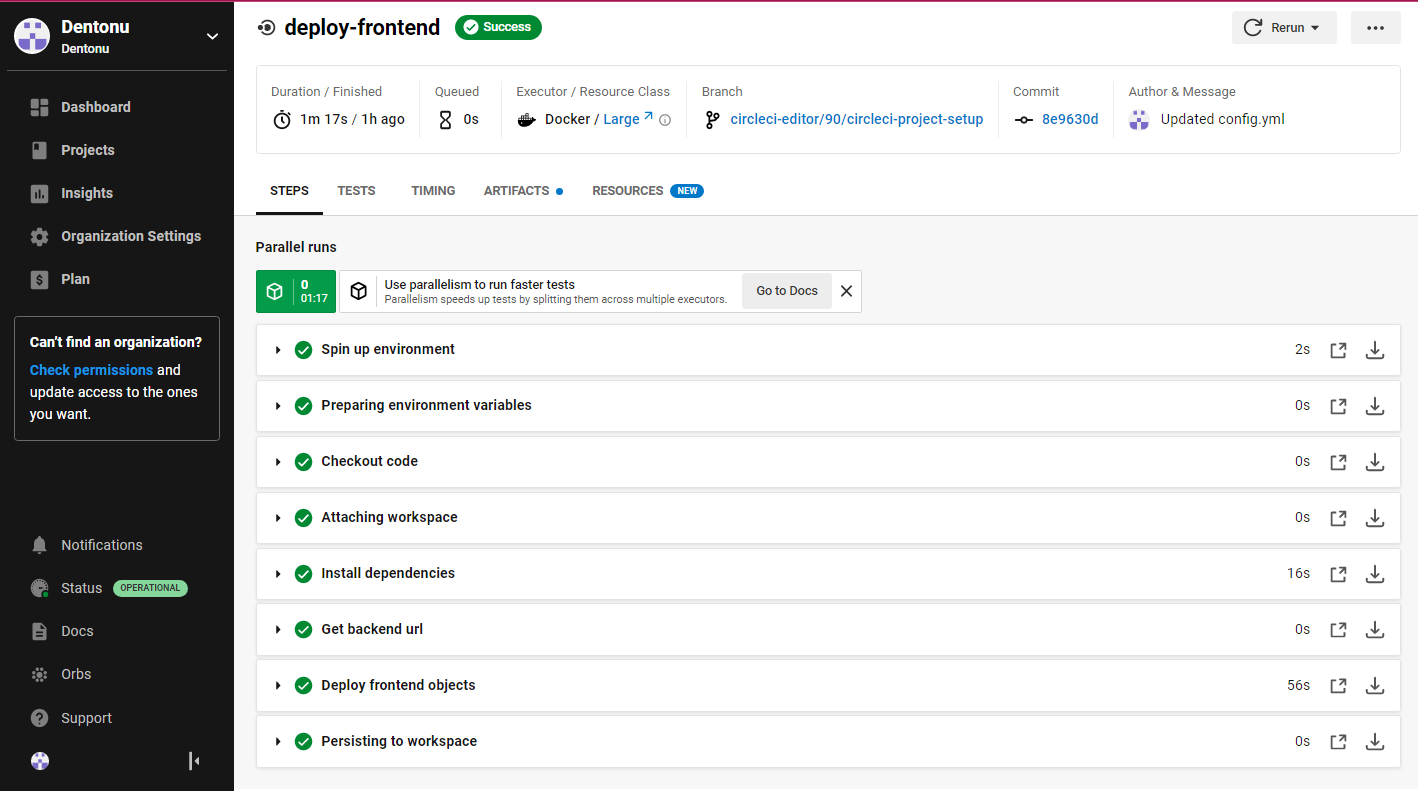 Dentonu
Dentonu
Dashboard
Projects
Insights
Organization Settings
Plan
Can't find an organization?
Check permissions and
update access to the ones
you want.
Notifications
Status OPERATIONAL
Docs
Orbs
Support
deploy-frontend Success
Rerun
Duration / Finished
1m 17s / 1h ago
Queued
0s
Executor / Resource Class
Docker / Large
Branch
circleci-editor/90/circleci-project-setup
Commit
8e9630d
Author & Message
Updated config.yml
STEPS TESTS TIMING ARTIFACTS RESOURCES NEW
Parallel runs
0
01:17
Use parallelism to run faster tests
Parallelism speeds up tests by splitting them across multiple executors.
Go to Docs
Spin up environment 2s
Preparing environment variables 0s
Checkout code 0s
Attaching workspace 0s
Install dependencies 16s
Get backend url 0s
Deploy frontend objects 56s
Persisting to workspace 0s